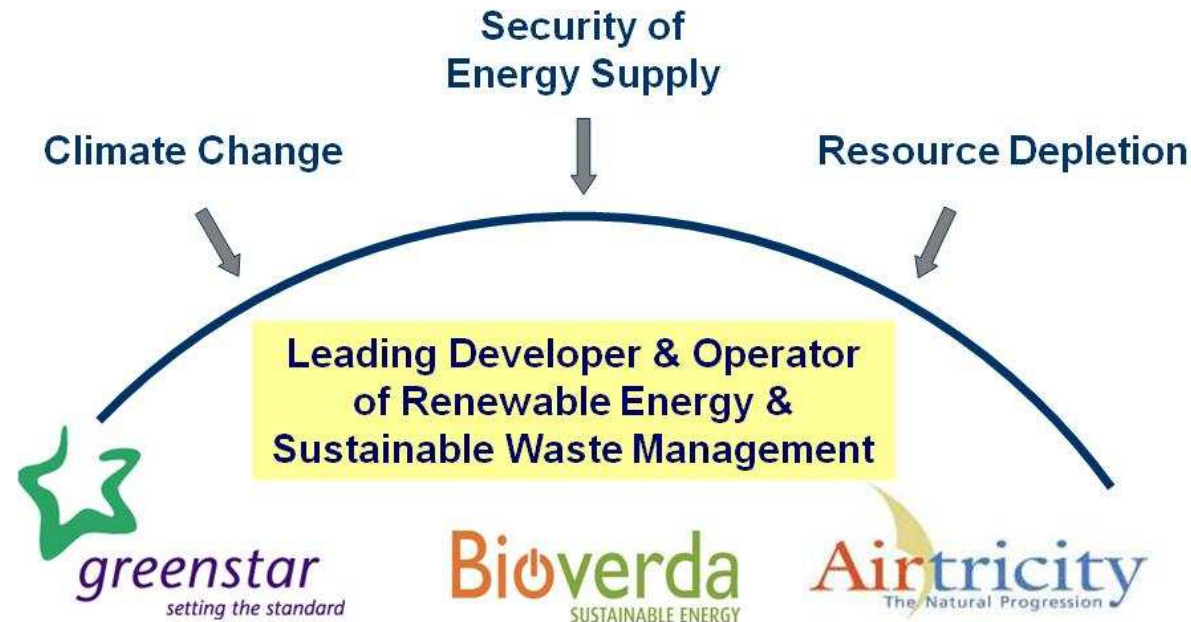 Security of
Energy Supply
Climate Change
Resource Depletion
Leading Developer & Operator
of Renewable Energy &
Sustainable Waste Management
greenstar
setting the standard
Bioverda
SUSTAINABLE ENERGY
Airtricity
The Natural Progression